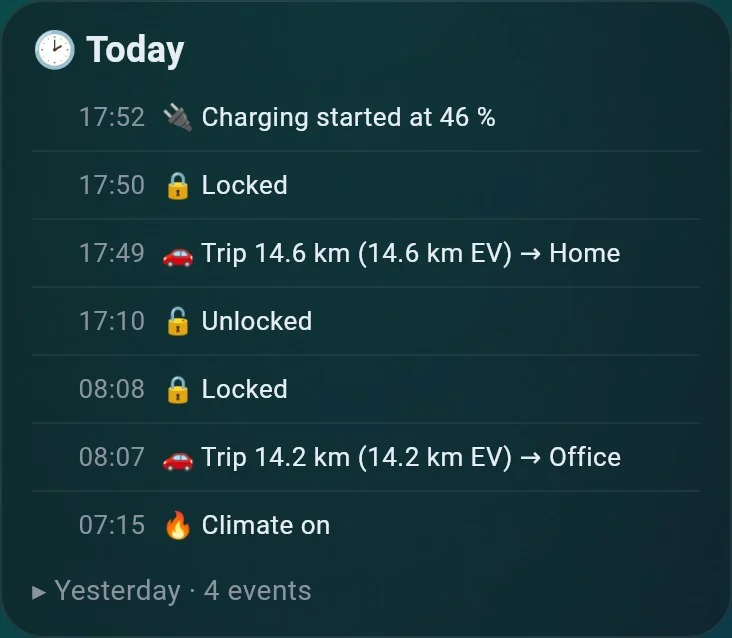 🕑 Today
17:52 🔌 Charging started at 46 %
17:50 🔒 Locked
17:49 🚗 Trip 14.6 km (14.6 km EV) → Home
17:10 🔓 Unlocked
08:08 🔒 Locked
08:07 🚗 Trip 14.2 km (14.2 km EV) → Office
07:15 🔥 Climate on
▸ Yesterday · 4 events